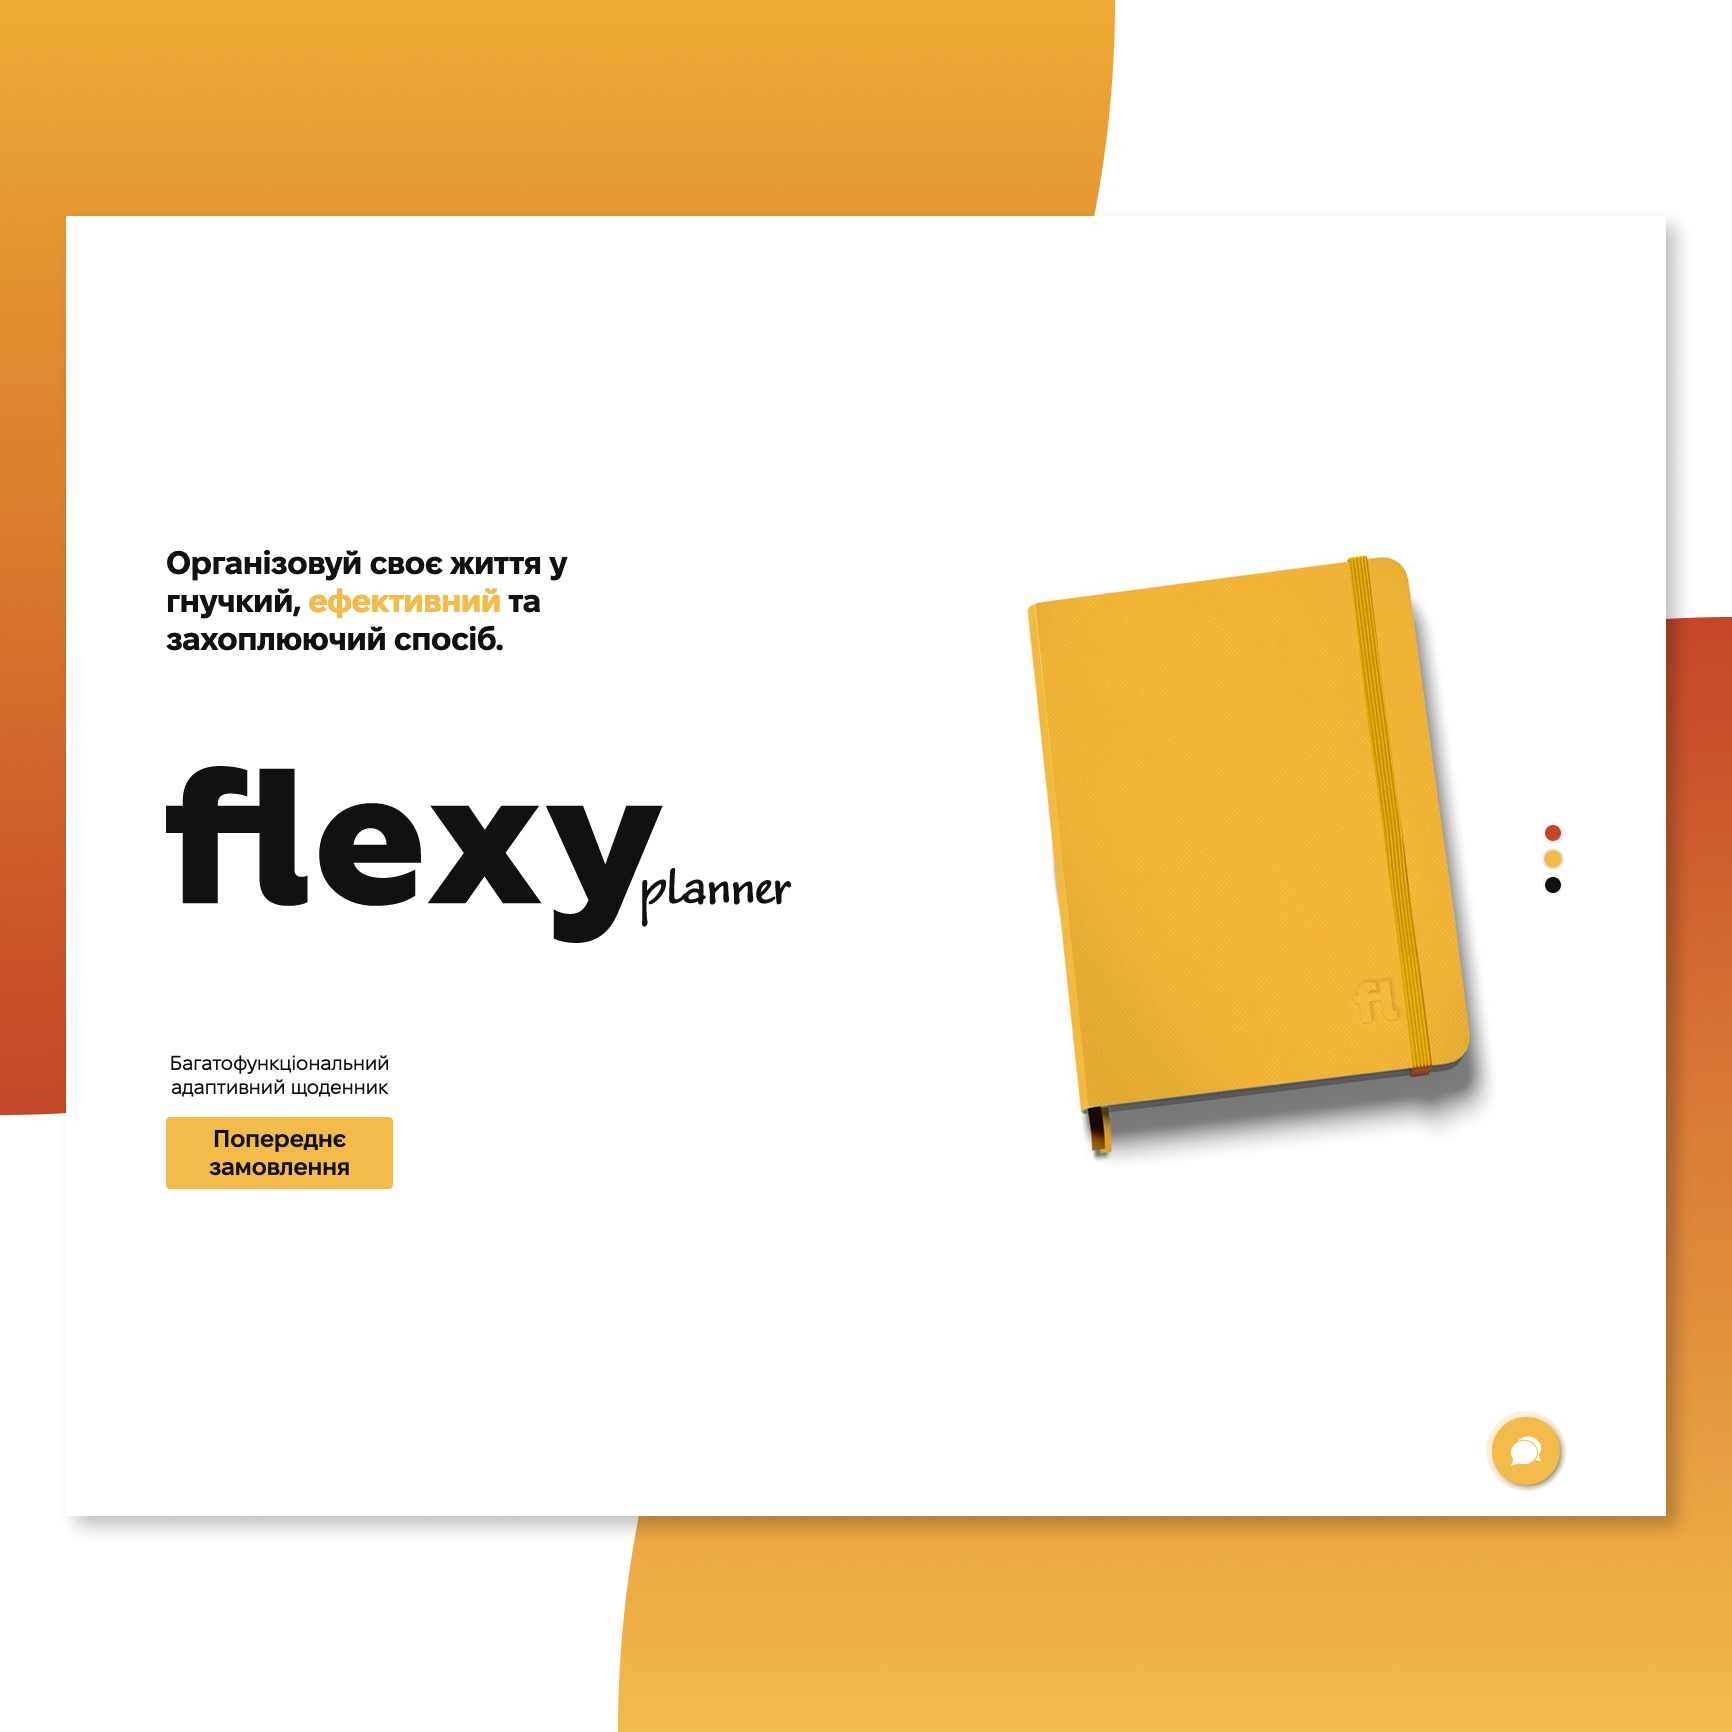 Організовуй своє життя у
гнучкий, ефективний та
захоплюючий спосіб.
flexy
planner
fl
Багатофункціональний
адаптивний щоденник
Попереднє
замовлення